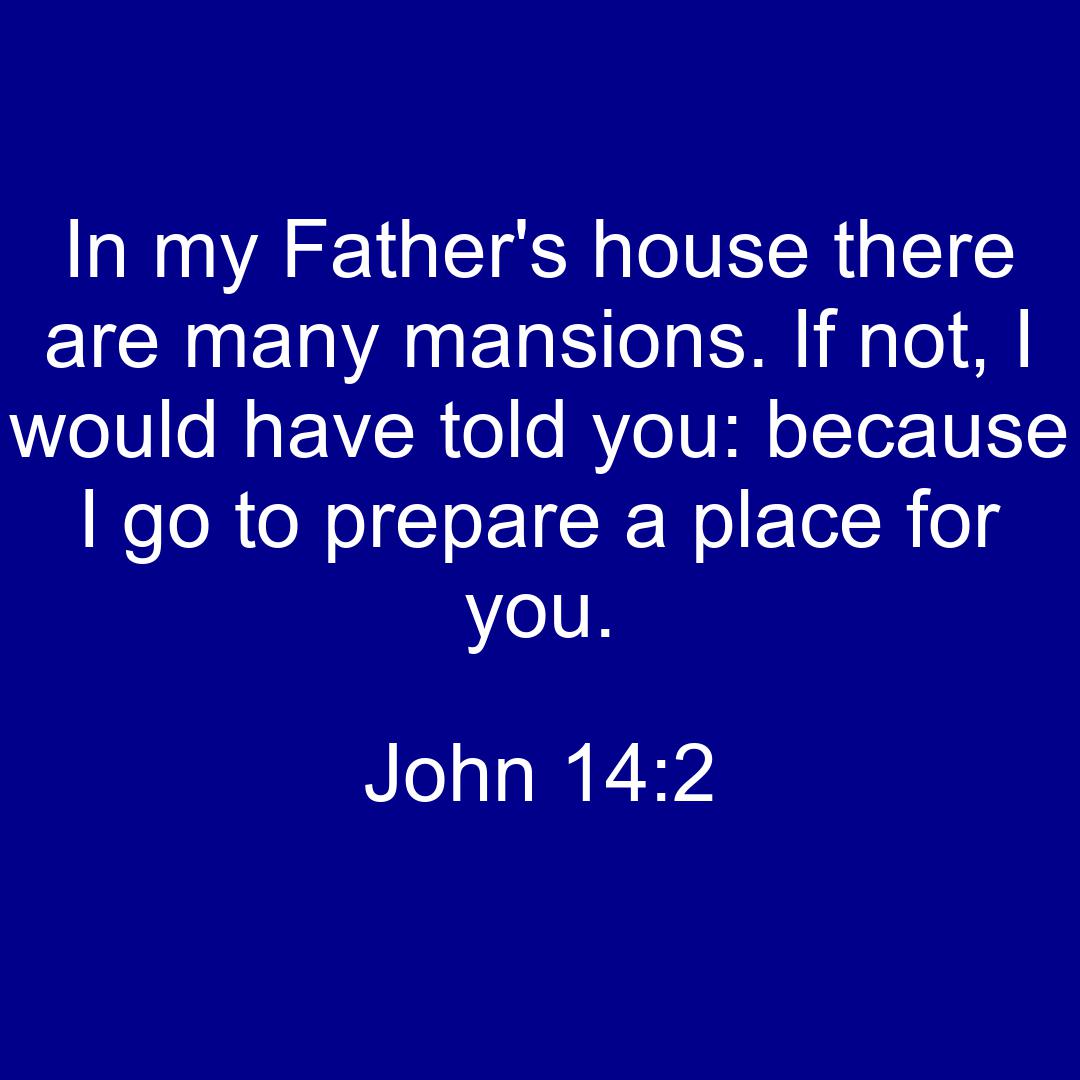 In my Father's house there
are many mansions. If not, I
would have told you: because
I go to prepare a place for
you.
John 14:2